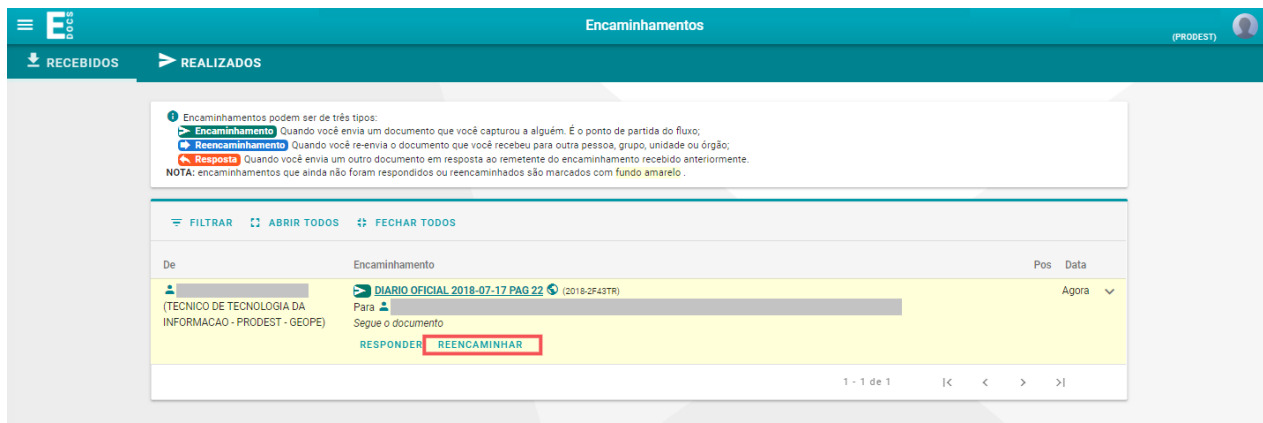 E DOCS
Encaminhamentos
(PRODEST)
RECEBIDOS
REALIZADOS
Encaminhamentos podem ser de três tipos:
Encaminhamento Quando você envia um documento que você capturou a alguém. É o ponto de partida do fluxo;
Reencaminhamento Quando você re-envia o documento que você recebeu para outra pessoa, grupo, unidade ou órgão;
Resposta Quando você envia um outro documento em resposta ao remetente do encaminhamento recebido anteriormente.
NOTA: encaminhamentos que ainda não foram respondidos ou reencaminhados são marcados com fundo amarelo .
FILTRAR ABRIR TODOS FECHAR TODOS
De Encaminhamento Pos Data
DIARIO OFICIAL 2018-07-17 PAG 22 (2018-2F43TR) Agora
(TECNICO DE TECNOLOGIA DA Para
INFORMACAO - PRODEST - GEOPE) Segue o documento
RESPONDER REENCAMINHAR
1 - 1 de 1